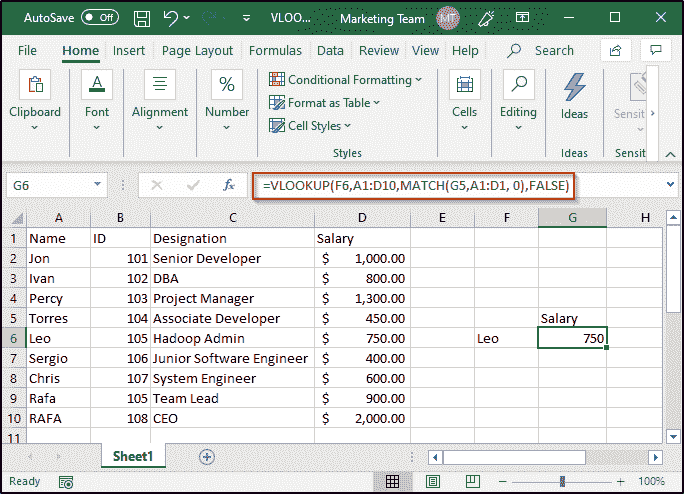 AutoSave Off VLOO... Marketing Team MT
File Home Insert Page Layout Formulas Data Review View Help Search
Clipboard Font Alignment Number Conditional Formatting Format as Table Cell Styles Styles Cells Editing Ideas Ideas Sensit Sensit
G6 fx =VLOOKUP(F6,A1:D10,MATCH(G5,A1:D1, 0),FALSE)
A B C D E F G H
1 Name ID Designation Salary
2 Jon 101 Senior Developer $ 1,000.00
3 Ivan 102 DBA $ 800.00
4 Percy 103 Project Manager $ 1,300.00
5 Torres 104 Associate Developer $ 450.00 Salary
6 Leo 105 Hadoop Admin $ 750.00 Leo 750
7 Sergio 106 Junior Software Engineer $ 400.00
8 Chris 107 System Engineer $ 600.00
9 Rafa 105 Team Lead $ 900.00
10 RAFA 108 CEO $ 2,000.00
11
Sheet1
Ready 100%